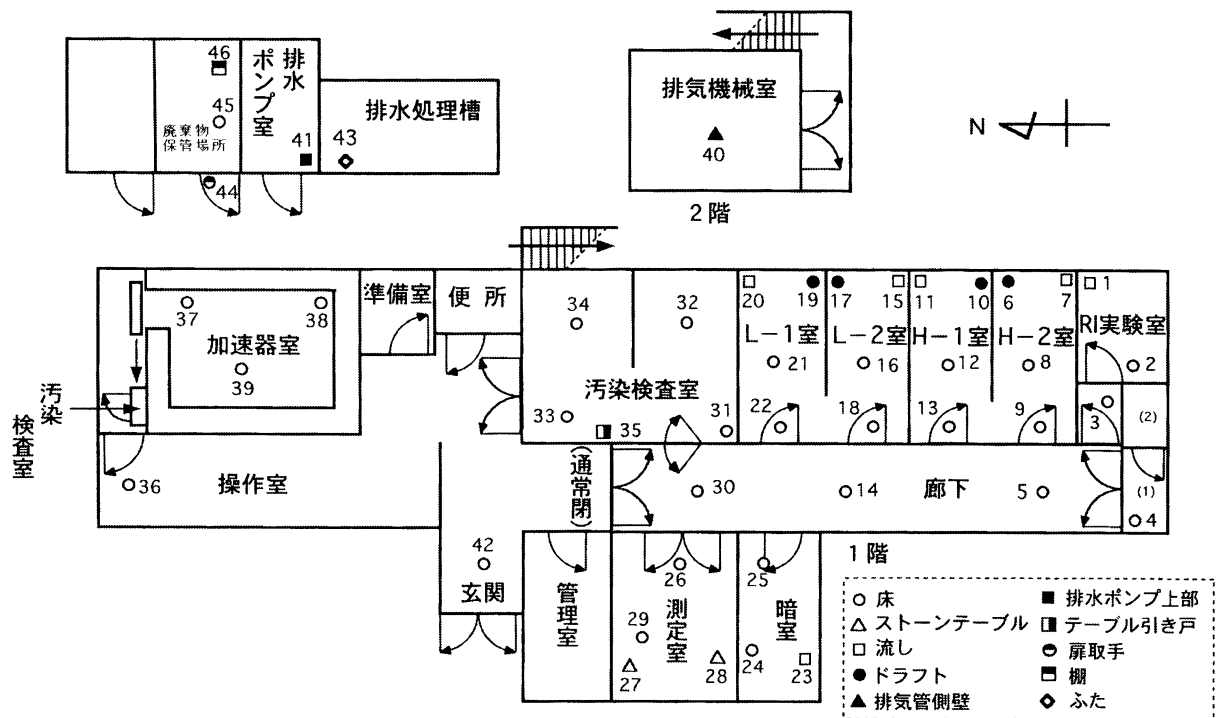 46
45
廃棄物
保管場所
44
排水
ポンプ室
41
排水処理槽
43
排気機械室
40
2階
N
37
38
加速器室
39
準備室
便所
34
32
汚染検査室
33
35
31
20
19
L-1室
21
22
17
15
L-2室
16
18
11
10
H-1室
12
13
6
7
H-2室
8
9
1
RI実験室
2
3
(2)
(1)
4
汚染
検査室
36
操作室
(通常閉)
30
14
廊下
5
1階
42
玄関
管理室
26
29
測定室
27
28
25
暗室
24
23
床
ストーンテーブル
流し
ドラフト
排気管側壁
排水ポンプ上部
テーブル引き戸
扉取手
棚
ふた